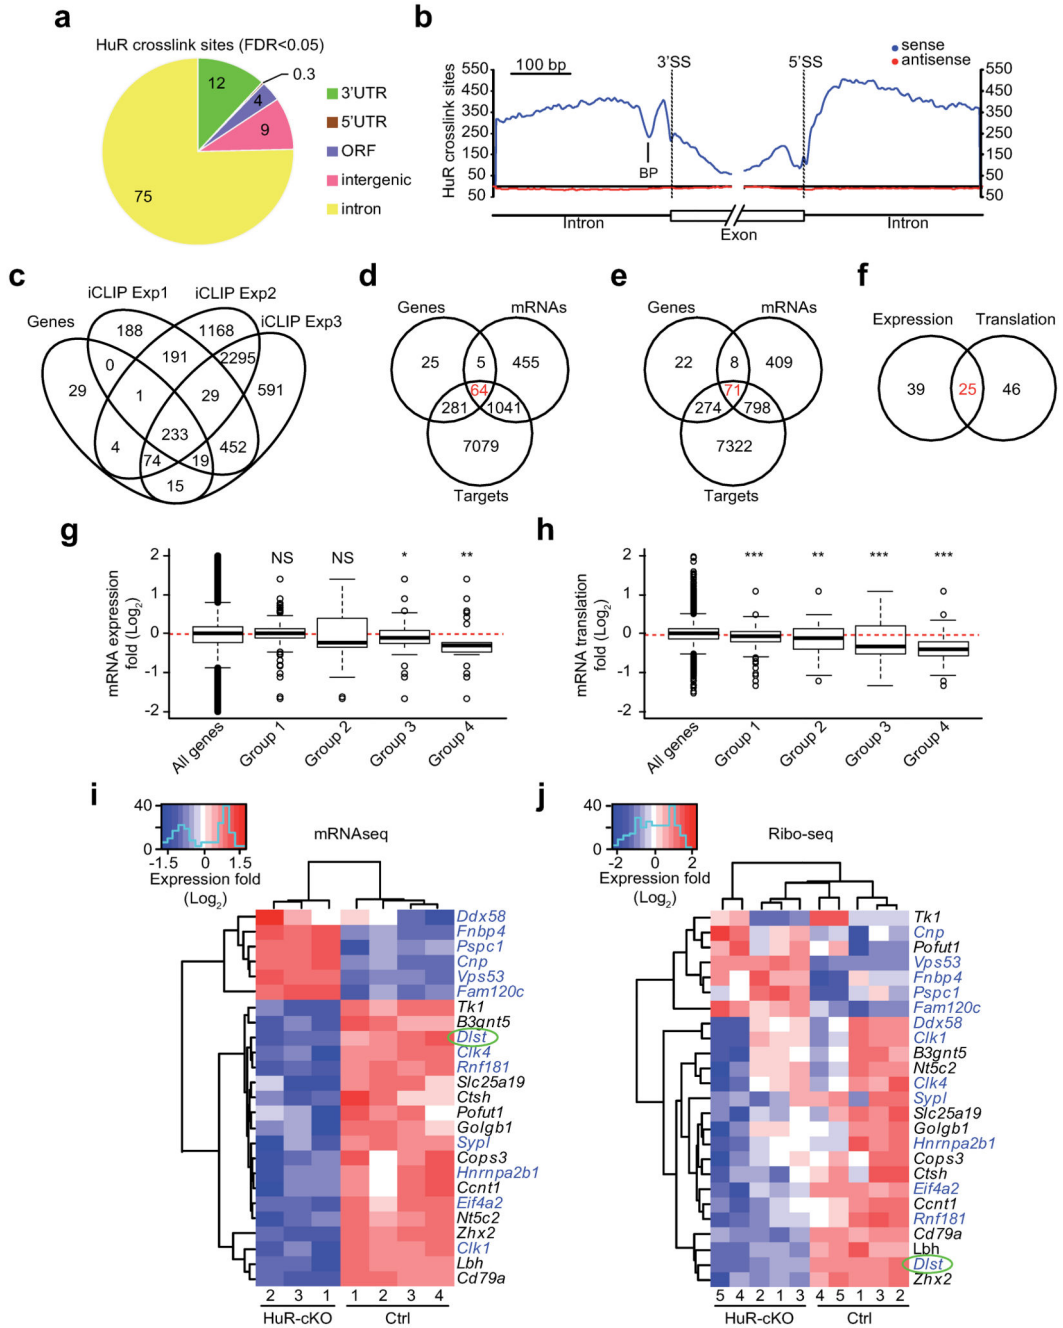 a
HuR crosslink sites (FDR<0.05)
12
0.3
4
9
75
3'UTR
5'UTR
ORF
intergenic
intron
b
100 bp
3'SS
5'SS
sense
antisense
HuR crosslink sites
550
450
350
250
150
50
50
550
450
350
250
150
50
50
BP
Intron
Exon
Intron
c
iCLIP Exp1
iCLIP Exp2
Genes
iCLIP Exp3
188
1168
0
191
2295
29
1
29
591
233
4
74
19
452
15
d
Genes
mRNAs
25
5
455
64
281
1041
7079
Targets
e
Genes
mRNAs
22
8
409
71
274
798
7322
Targets
f
Expression
Translation
39
25
46
g
mRNA expression
fold (Log2)
2
1
0
-1
-2
NS
NS
*
**
All genes
Group 1
Group 2
Group 3
Group 4
h
mRNA translation
fold (Log2)
2
1
0
-1
-2
***
**
***
***
All genes
Group 1
Group 2
Group 3
Group 4
i
40
0
-1.5 0 1.5
Expression fold
(Log2)
mRNAseq
Ddx58
Fnbp4
Pspc1
Cnp
Vps53
Fam120c
Tk1
B3gnt5
Dlst
Clk4
Rnf181
Slc25a19
Ctsh
Pofut1
Golgb1
Sypl
Cops3
Hnrnpa2b1
Ccnt1
Eif4a2
Nt5c2
Zhx2
Clk1
Lbh
Cd79a
2 3 1 1 2 3 4
HuR-cKO
Ctrl
j
40
0
-2 0 2
Expression fold
(Log2)
Ribo-seq
Tk1
Cnp
Pofut1
Vps53
Fnbp4
Pspc1
Fam120c
Ddx58
Clk1
B3gnt5
Nt5c2
Clk4
Sypl
Slc25a19
Golgb1
Hnrnpa2b1
Cops3
Ctsh
Eif4a2
Ccnt1
Rnf181
Cd79a
Lbh
Dlst
Zhx2
5 4 2 1 3 4 5 1 3 2
HuR-cKO
Ctrl